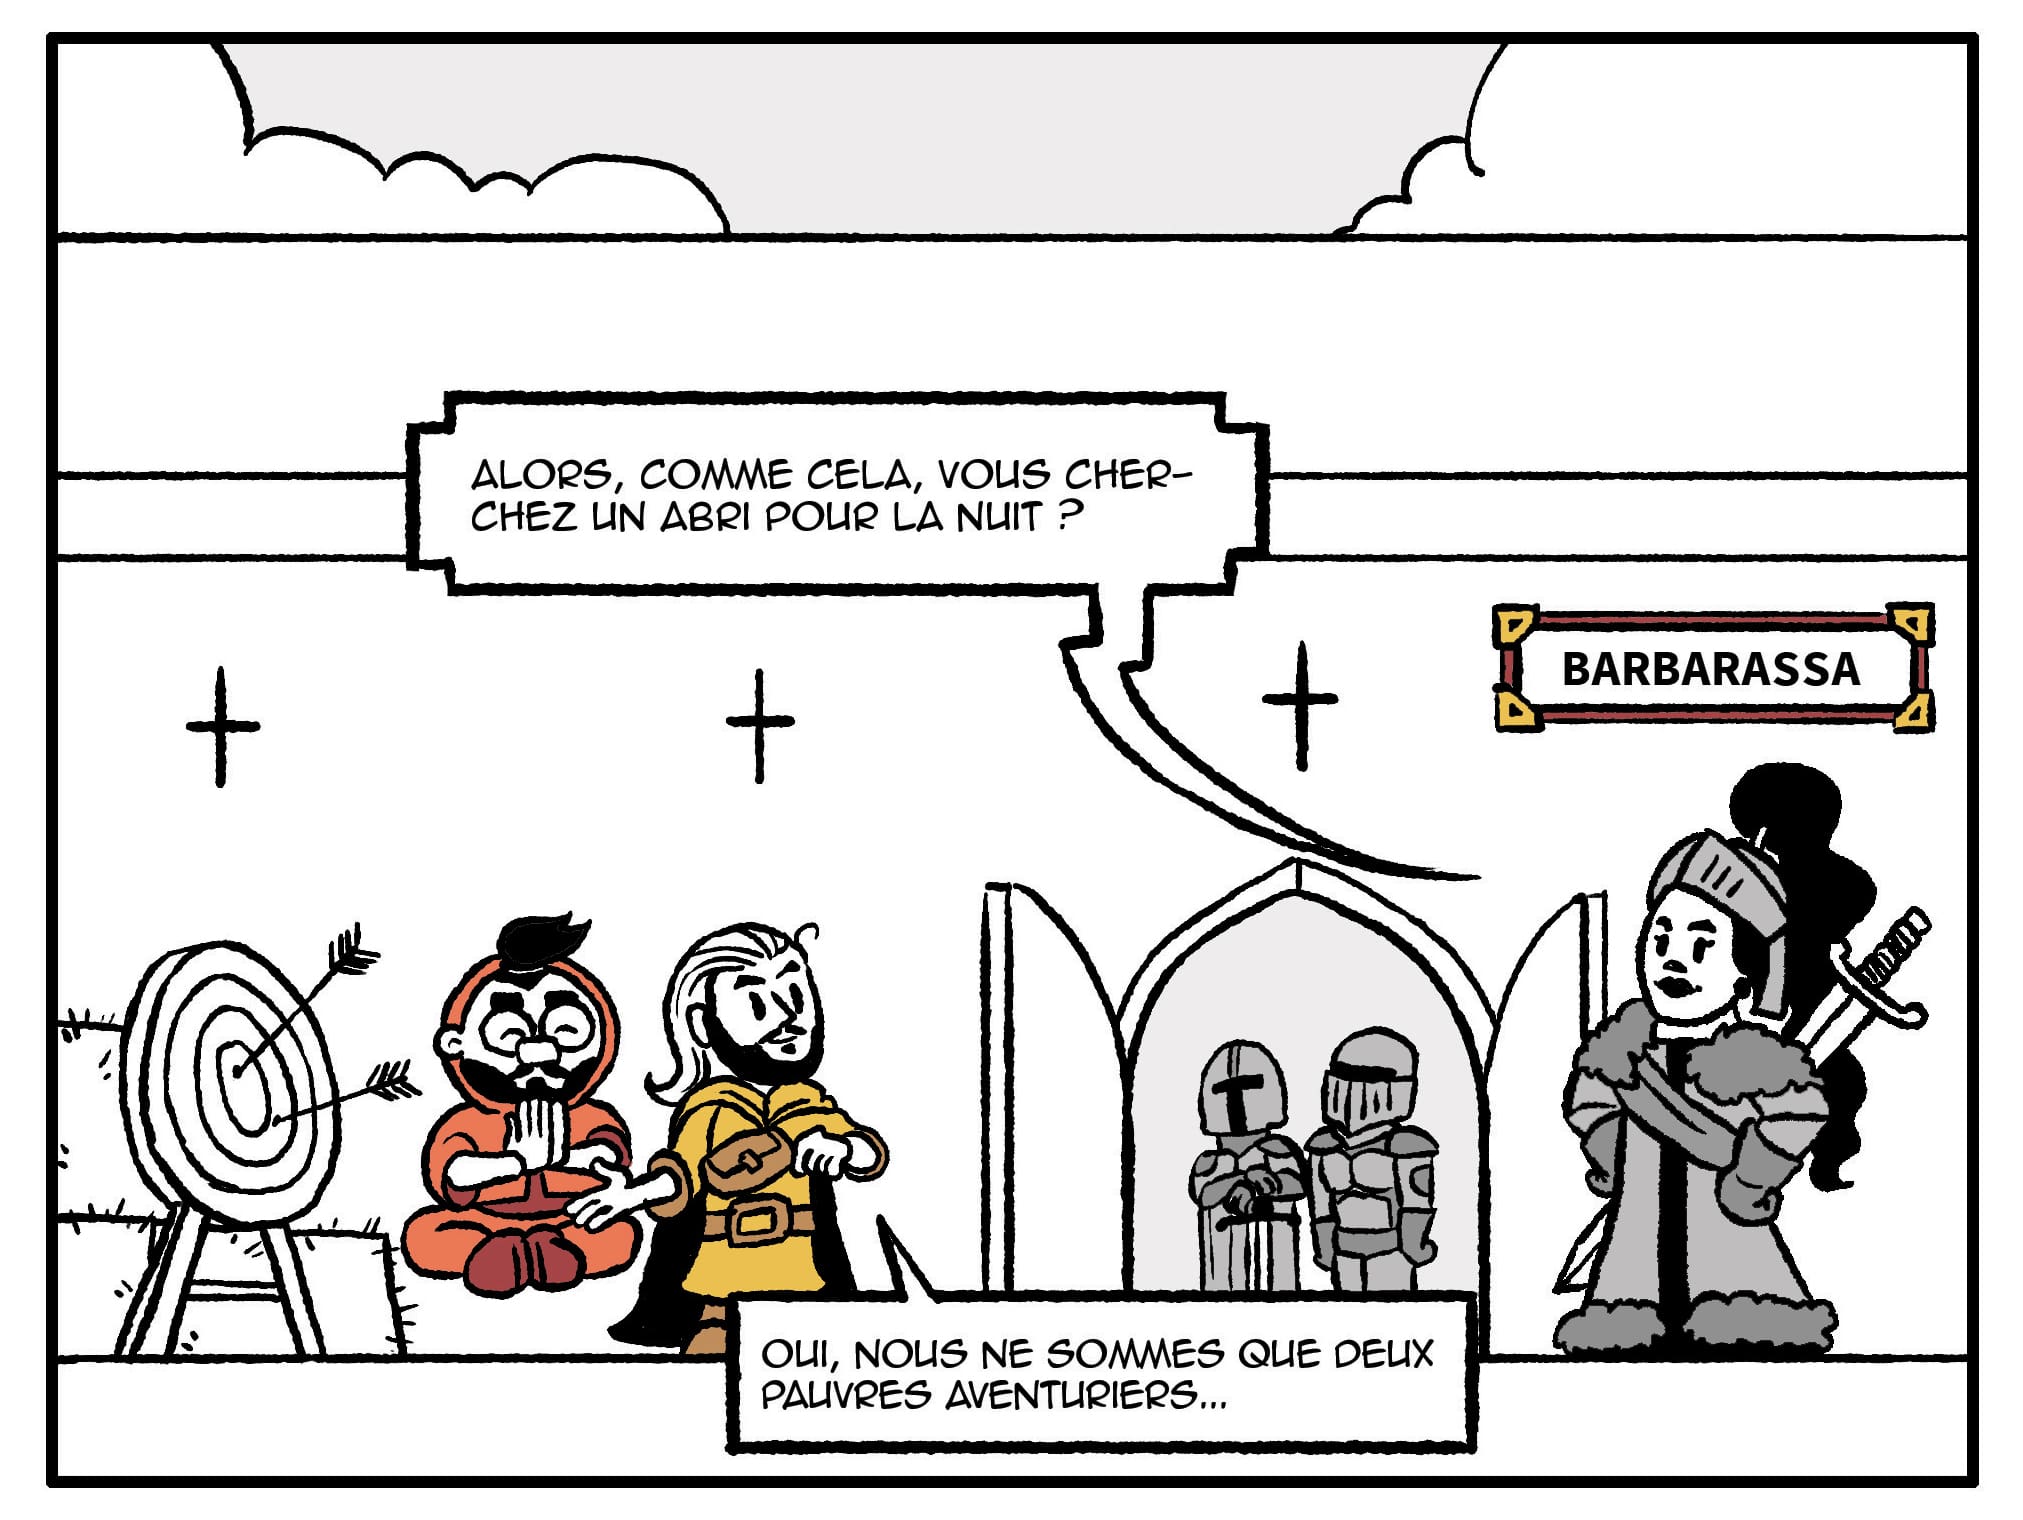 ALORS, COMME CELA, VOUS CHER-
CHEZ UN ABRI POUR LA NUIT ?
BARBARASSA
OUI, NOUS NE SOMMES QUE DEUX
PAUVRES AVENTURIERS...